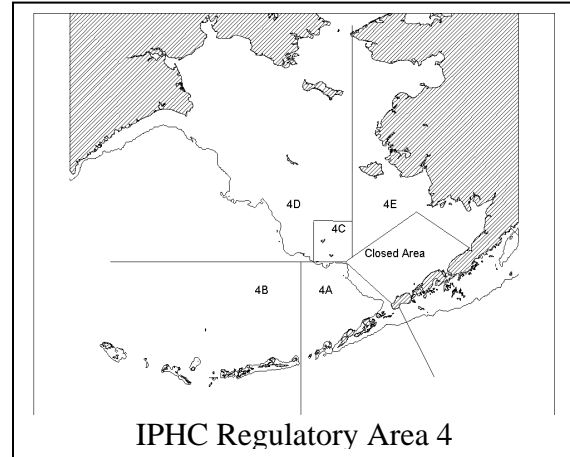 4D
4E
4C
Closed Area
4B
4A
IPHC Regulatory Area 4